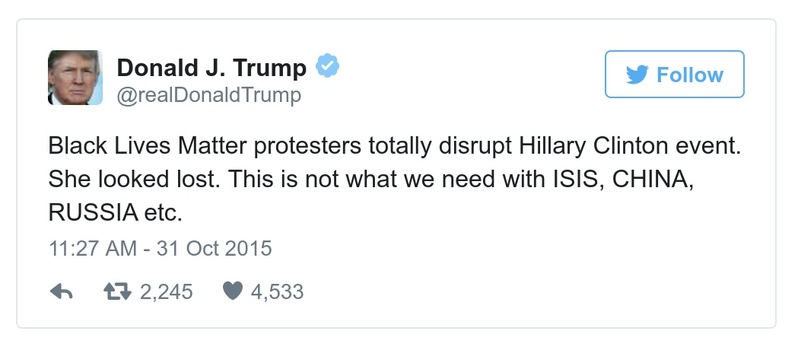 Donald J. Trump
Follow
@realDonaldTrump
Black Lives Matter protesters totally disrupt Hillary Clinton event.
She looked lost. This is not what we need with ISIS, CHINA,
RUSSIA etc.
11:27 AM - 31 Oct 2015
2,245 4,533